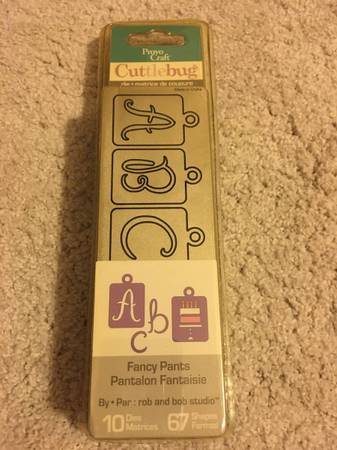 Provo
Craft
Cuttlebug
die • matrice de coupure
A
B
C
A
b
c
Fancy Pants
Pantalon Fantaisie
By • Par : rob and bob studio™
10 Dies
Matrices
67 Shapes
Formes